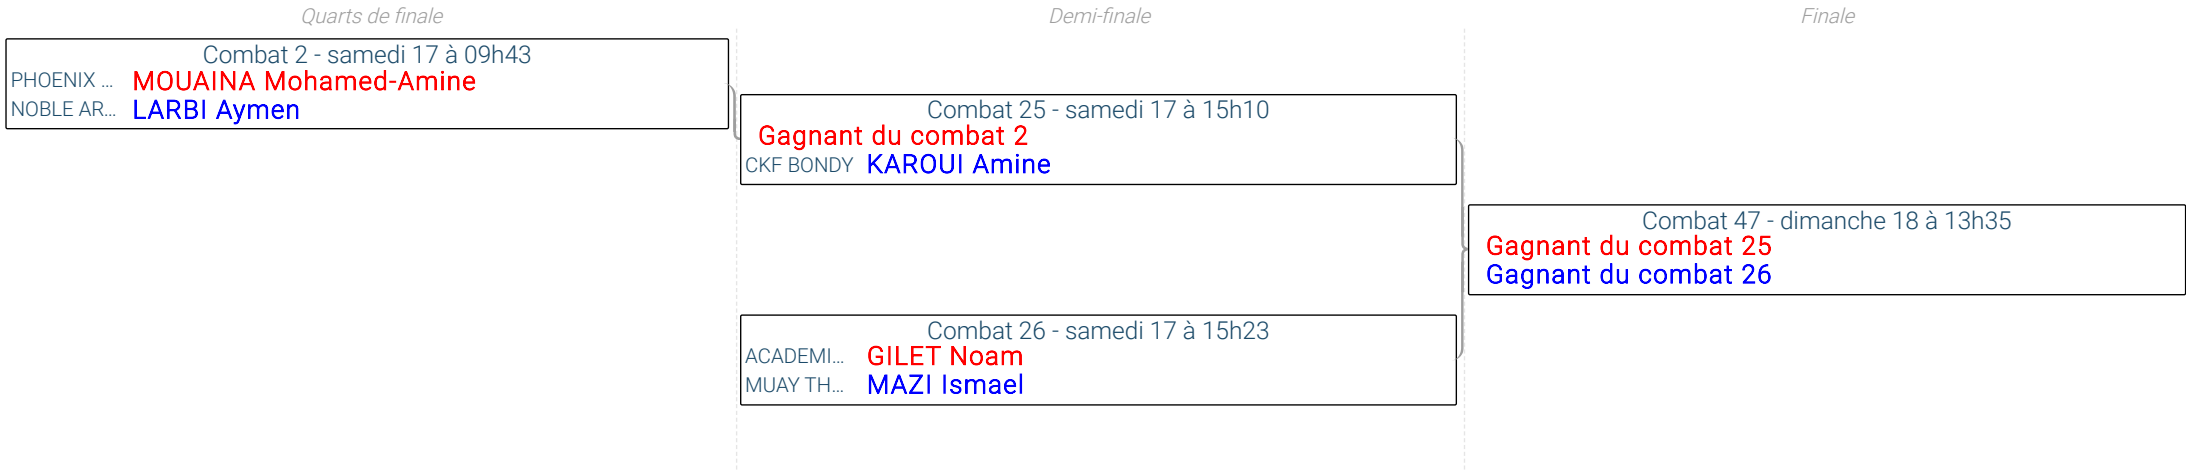 Quarts de finale
Demi-finale
Finale
Combat 2 - samedi 17 à 09h43
PHOENIX ... MOUAINA Mohamed-Amine
NOBLE AR... LARBI Aymen
Combat 25 - samedi 17 à 15h10
Gagnant du combat 2
CKF BONDY KAROUI Amine
Combat 47 - dimanche 18 à 13h35
Gagnant du combat 25
Gagnant du combat 26
Combat 26 - samedi 17 à 15h23
ACADEMI... GILET Noam
MUAY TH... MAZI Ismael